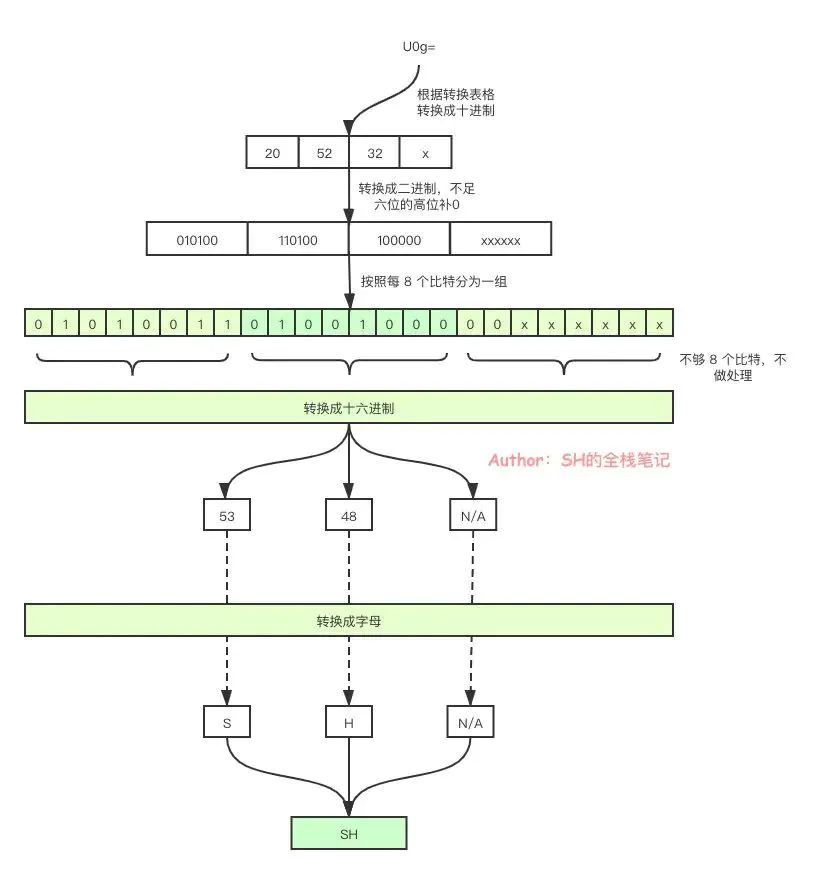 U0g=
根据转换表格
转换成十进制
20 52 32 x
转换成二进制，不足
六位的高位补0
010100 110100 100000 xxxxxx
按照每 8 个比特分为一组
0 1 0 1 0 0 1 1 0 1 0 0 1 0 0 0 0 0 x x x x x x
不够 8 个比特，不
做处理
转换成十六进制
Author：SH的全栈笔记
53 48 N/A
转换成字母
S H N/A
SH